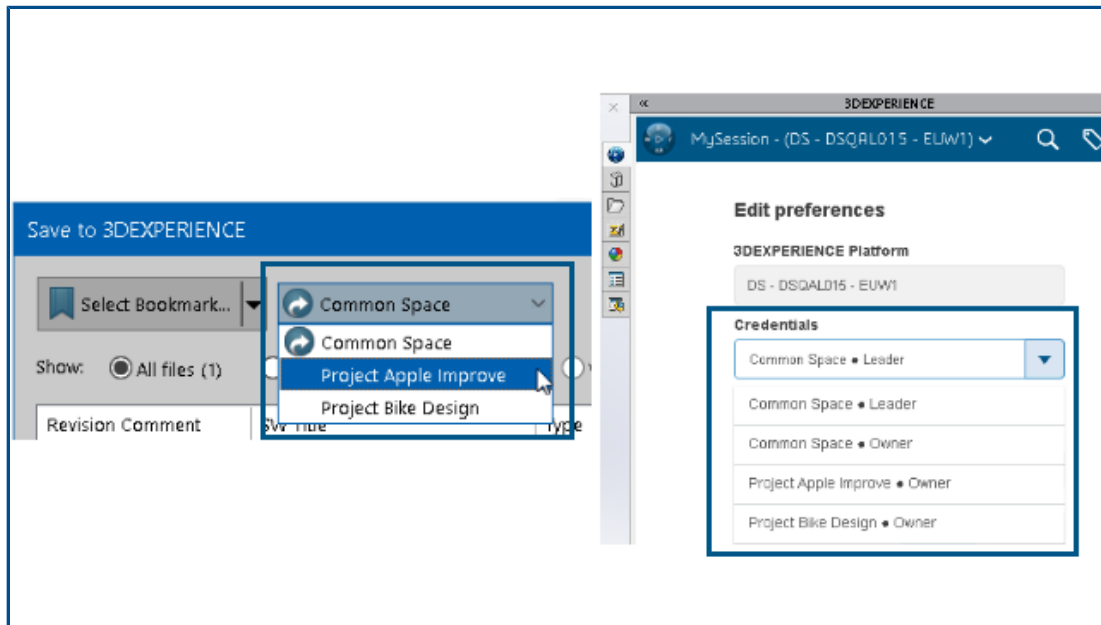 Save to 3DEXPERIENCE
Select Bookmark...
Common Space
Common Space
Show:
All files (1)
Project Apple Improve
Project Bike Design
Revision Comment
SW Title
Type
3DEXPERIENCE
MySession - (DS - DSQAL015 - EUW1)
Edit preferences
3DEXPERIENCE Platform
DS - DSQAL015 - EUW1
Credentials
Common Space • Leader
Common Space • Leader
Common Space • Owner
Project Apple Improve • Owner
Project Bike Design • Owner